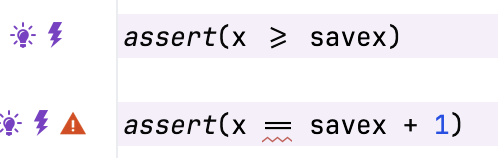 assert(x ⩾ savex)
assert(x == savex + 1)